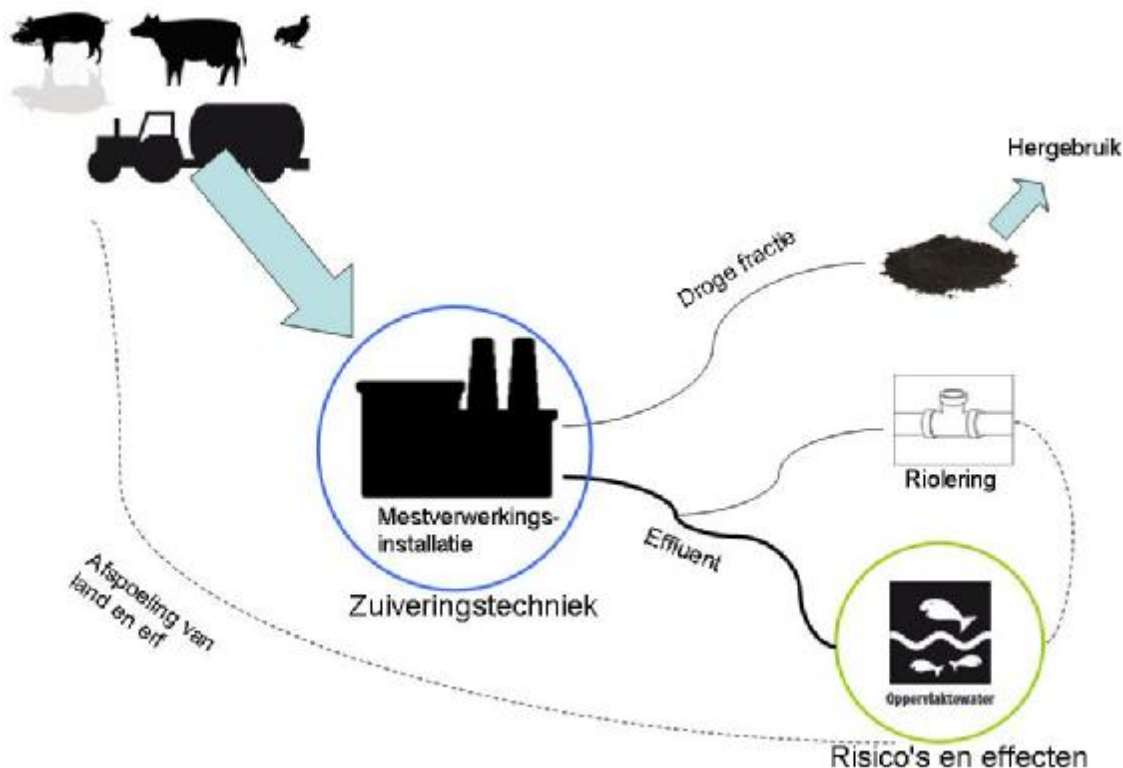 Hergebruik
Droge fractie
Riolering
Mestverwerkings-
installatie
Zuiveringstechniek
Effluent
Afspoeling van
land en erf
Oppervlaktewater
Risico's en effecten